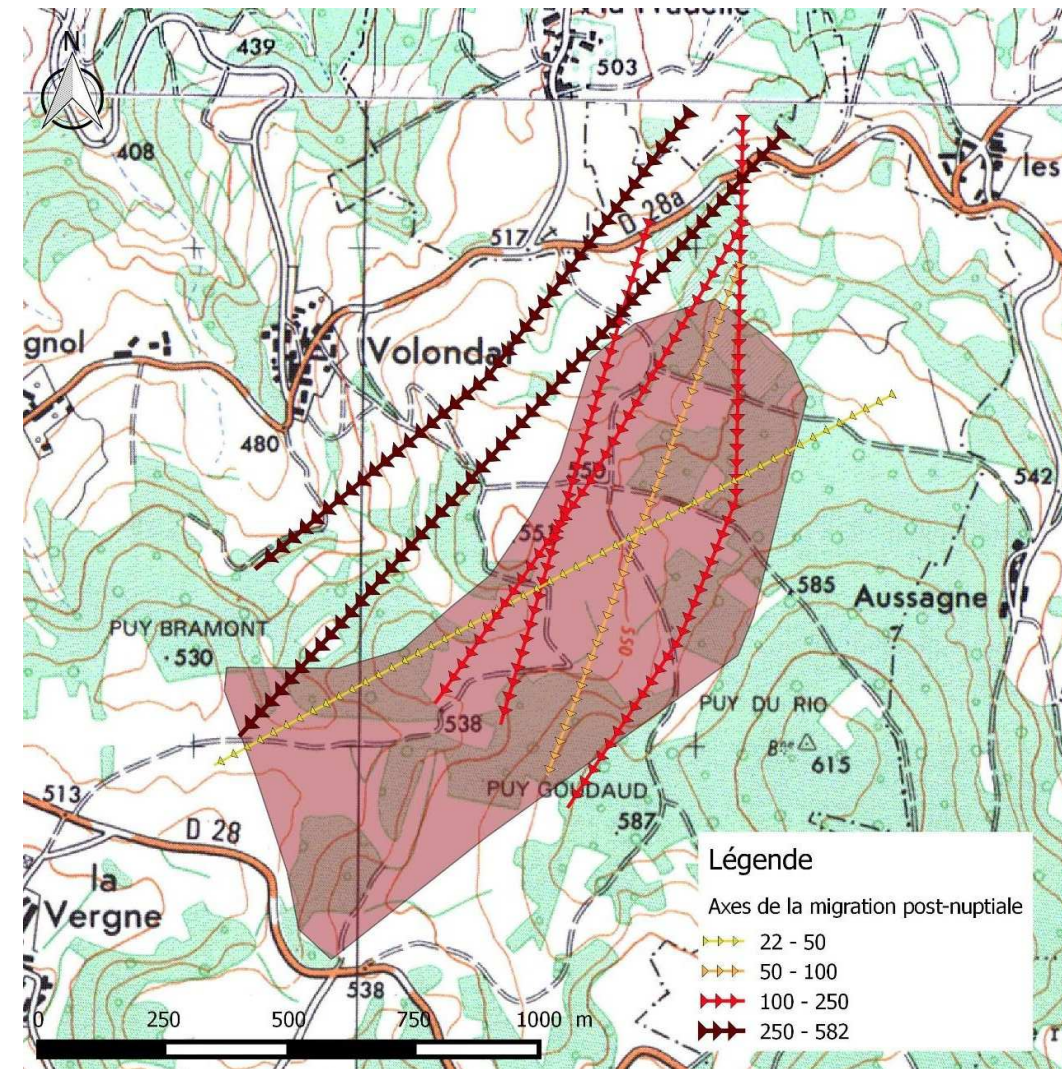 N
439
503
408
517
D 28a
les
gnol
480
542
585
Aussagne
PUY BRAMONT
530
550
PUY DU RIO
538
Bne
615
PUY GOUDAUD
587
513
D 28
la
Vergne
538
Légende
Axes de la migration post-nuptiale
22 - 50
50 - 100
100 - 250
250 - 582
0 250 500 750 1000 m